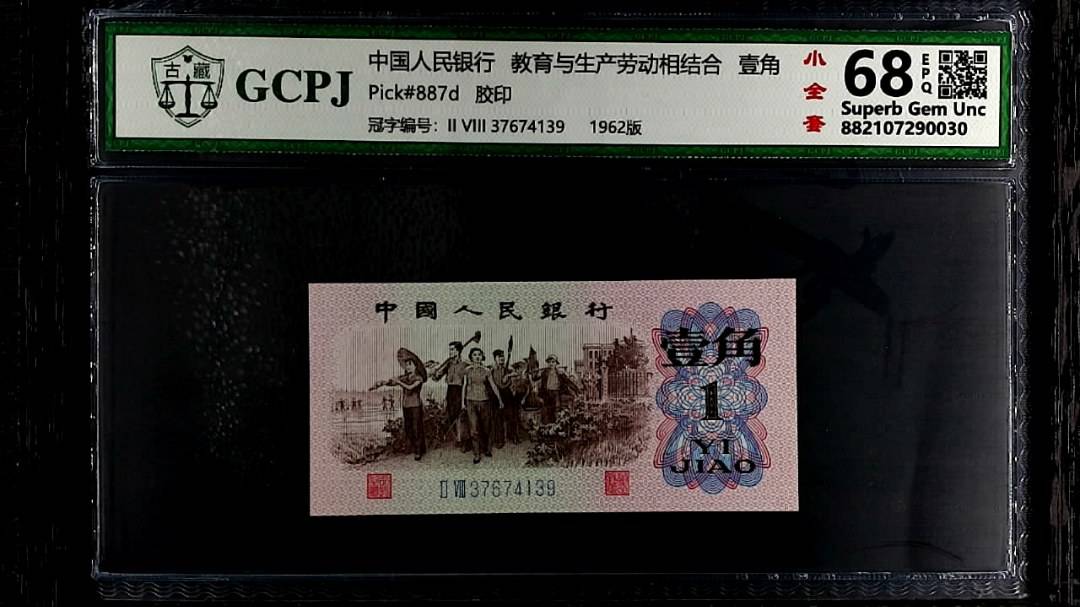 古藏
GCPJ
中国人民银行 教育与生产劳动相结合 壹角
Pick#887d 胶印
冠字编号: II VIII 37674139 1962版
小全套
68
EPQ
Superb Gem Unc
882107290030
中國人民銀行
壹角
1
YI
JIAO
II VIII 37674139